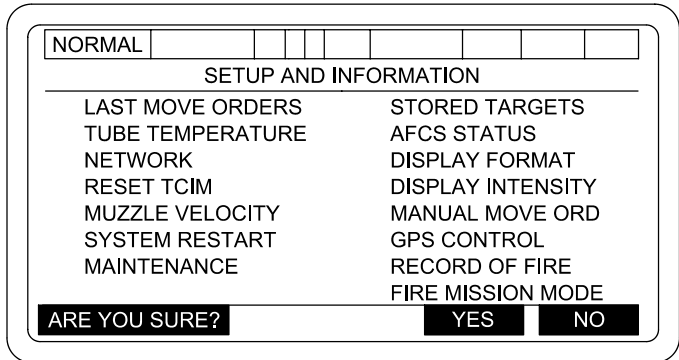 NORMAL
SETUP AND INFORMATION
LAST MOVE ORDERS
TUBE TEMPERATURE
NETWORK
RESET TCIM
MUZZLE VELOCITY
SYSTEM RESTART
MAINTENANCE
STORED TARGETS
AFCS STATUS
DISPLAY FORMAT
DISPLAY INTENSITY
MANUAL MOVE ORD
GPS CONTROL
RECORD OF FIRE
FIRE MISSION MODE
ARE YOU SURE? YES NO